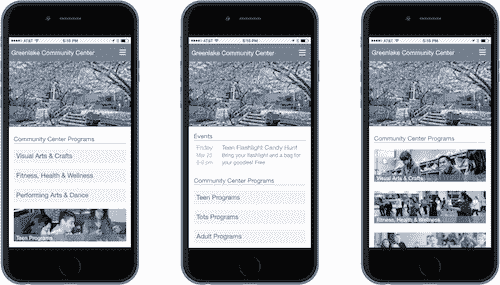 AT&T 5:16 PM
Greenlake Community Center
Community Center Programs
Visual Arts & Crafts
Fitness, Health & Wellness
Performing Arts & Dance
Teen Programs
AT&T 5:16 PM
Greenlake Community Center
Events
Friday Teen Flashlight Candy Hunt
Mar 22 Bring your flashlight and a bag for
your goodies! Free
Community Center Programs
Teen Programs
Tots Programs
Adult Programs
AT&T 5:16 PM
Greenlake Community Center
Community Center Programs
Visual Arts & Crafts
Fitness, Health & Wellness